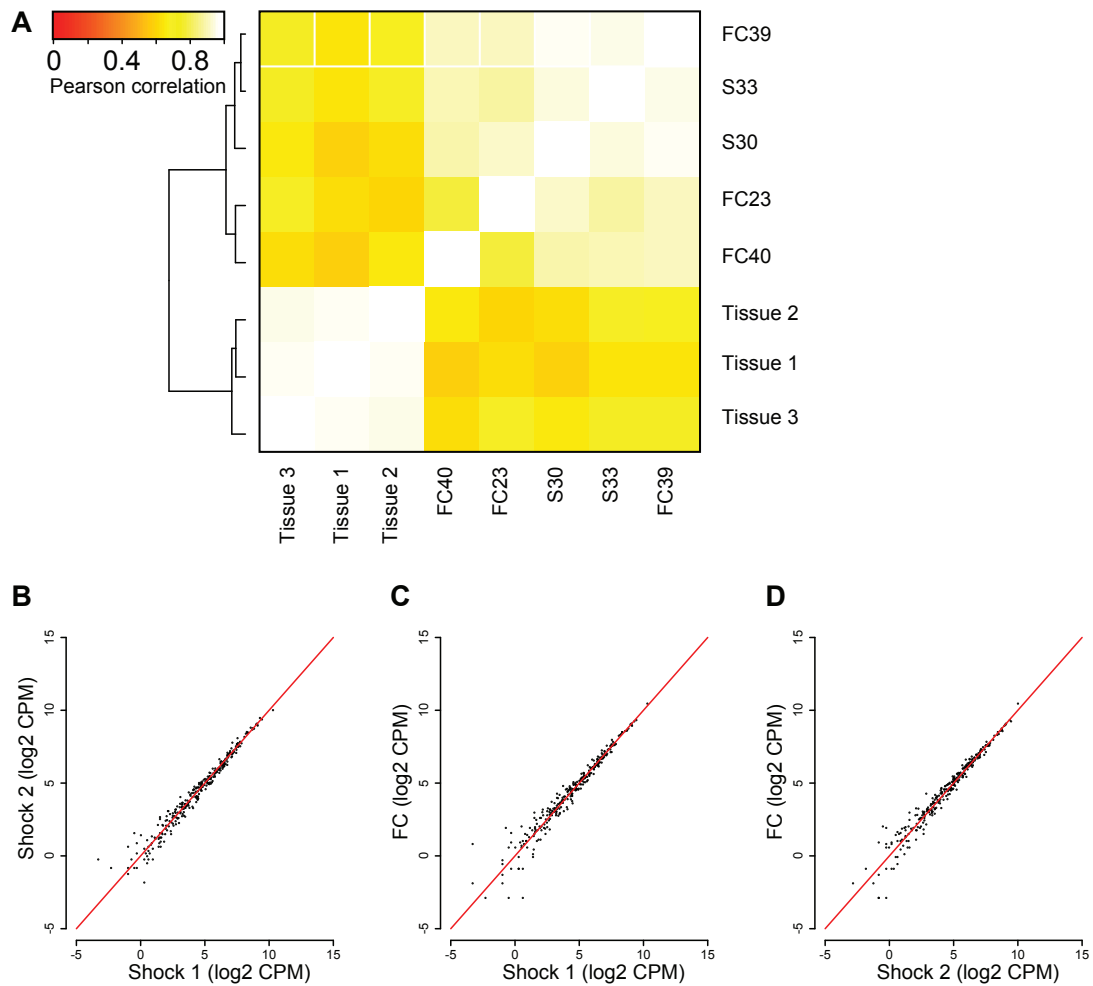 A
0 0.4 0.8
Pearson correlation
FC39
S33
S30
FC23
FC40
Tissue 2
Tissue 1
Tissue 3
Tissue 3
Tissue 1
Tissue 2
FC40
FC23
S30
S33
FC39
B
Shock 2 (log2 CPM)
15
10
5
0
-5
-5 0 5 10 15
Shock 1 (log2 CPM)
C
FC (log2 CPM)
15
10
5
0
-5
-5 0 5 10 15
Shock 1 (log2 CPM)
D
FC (log2 CPM)
15
10
5
0
-5
-5 0 5 10 15
Shock 2 (log2 CPM)